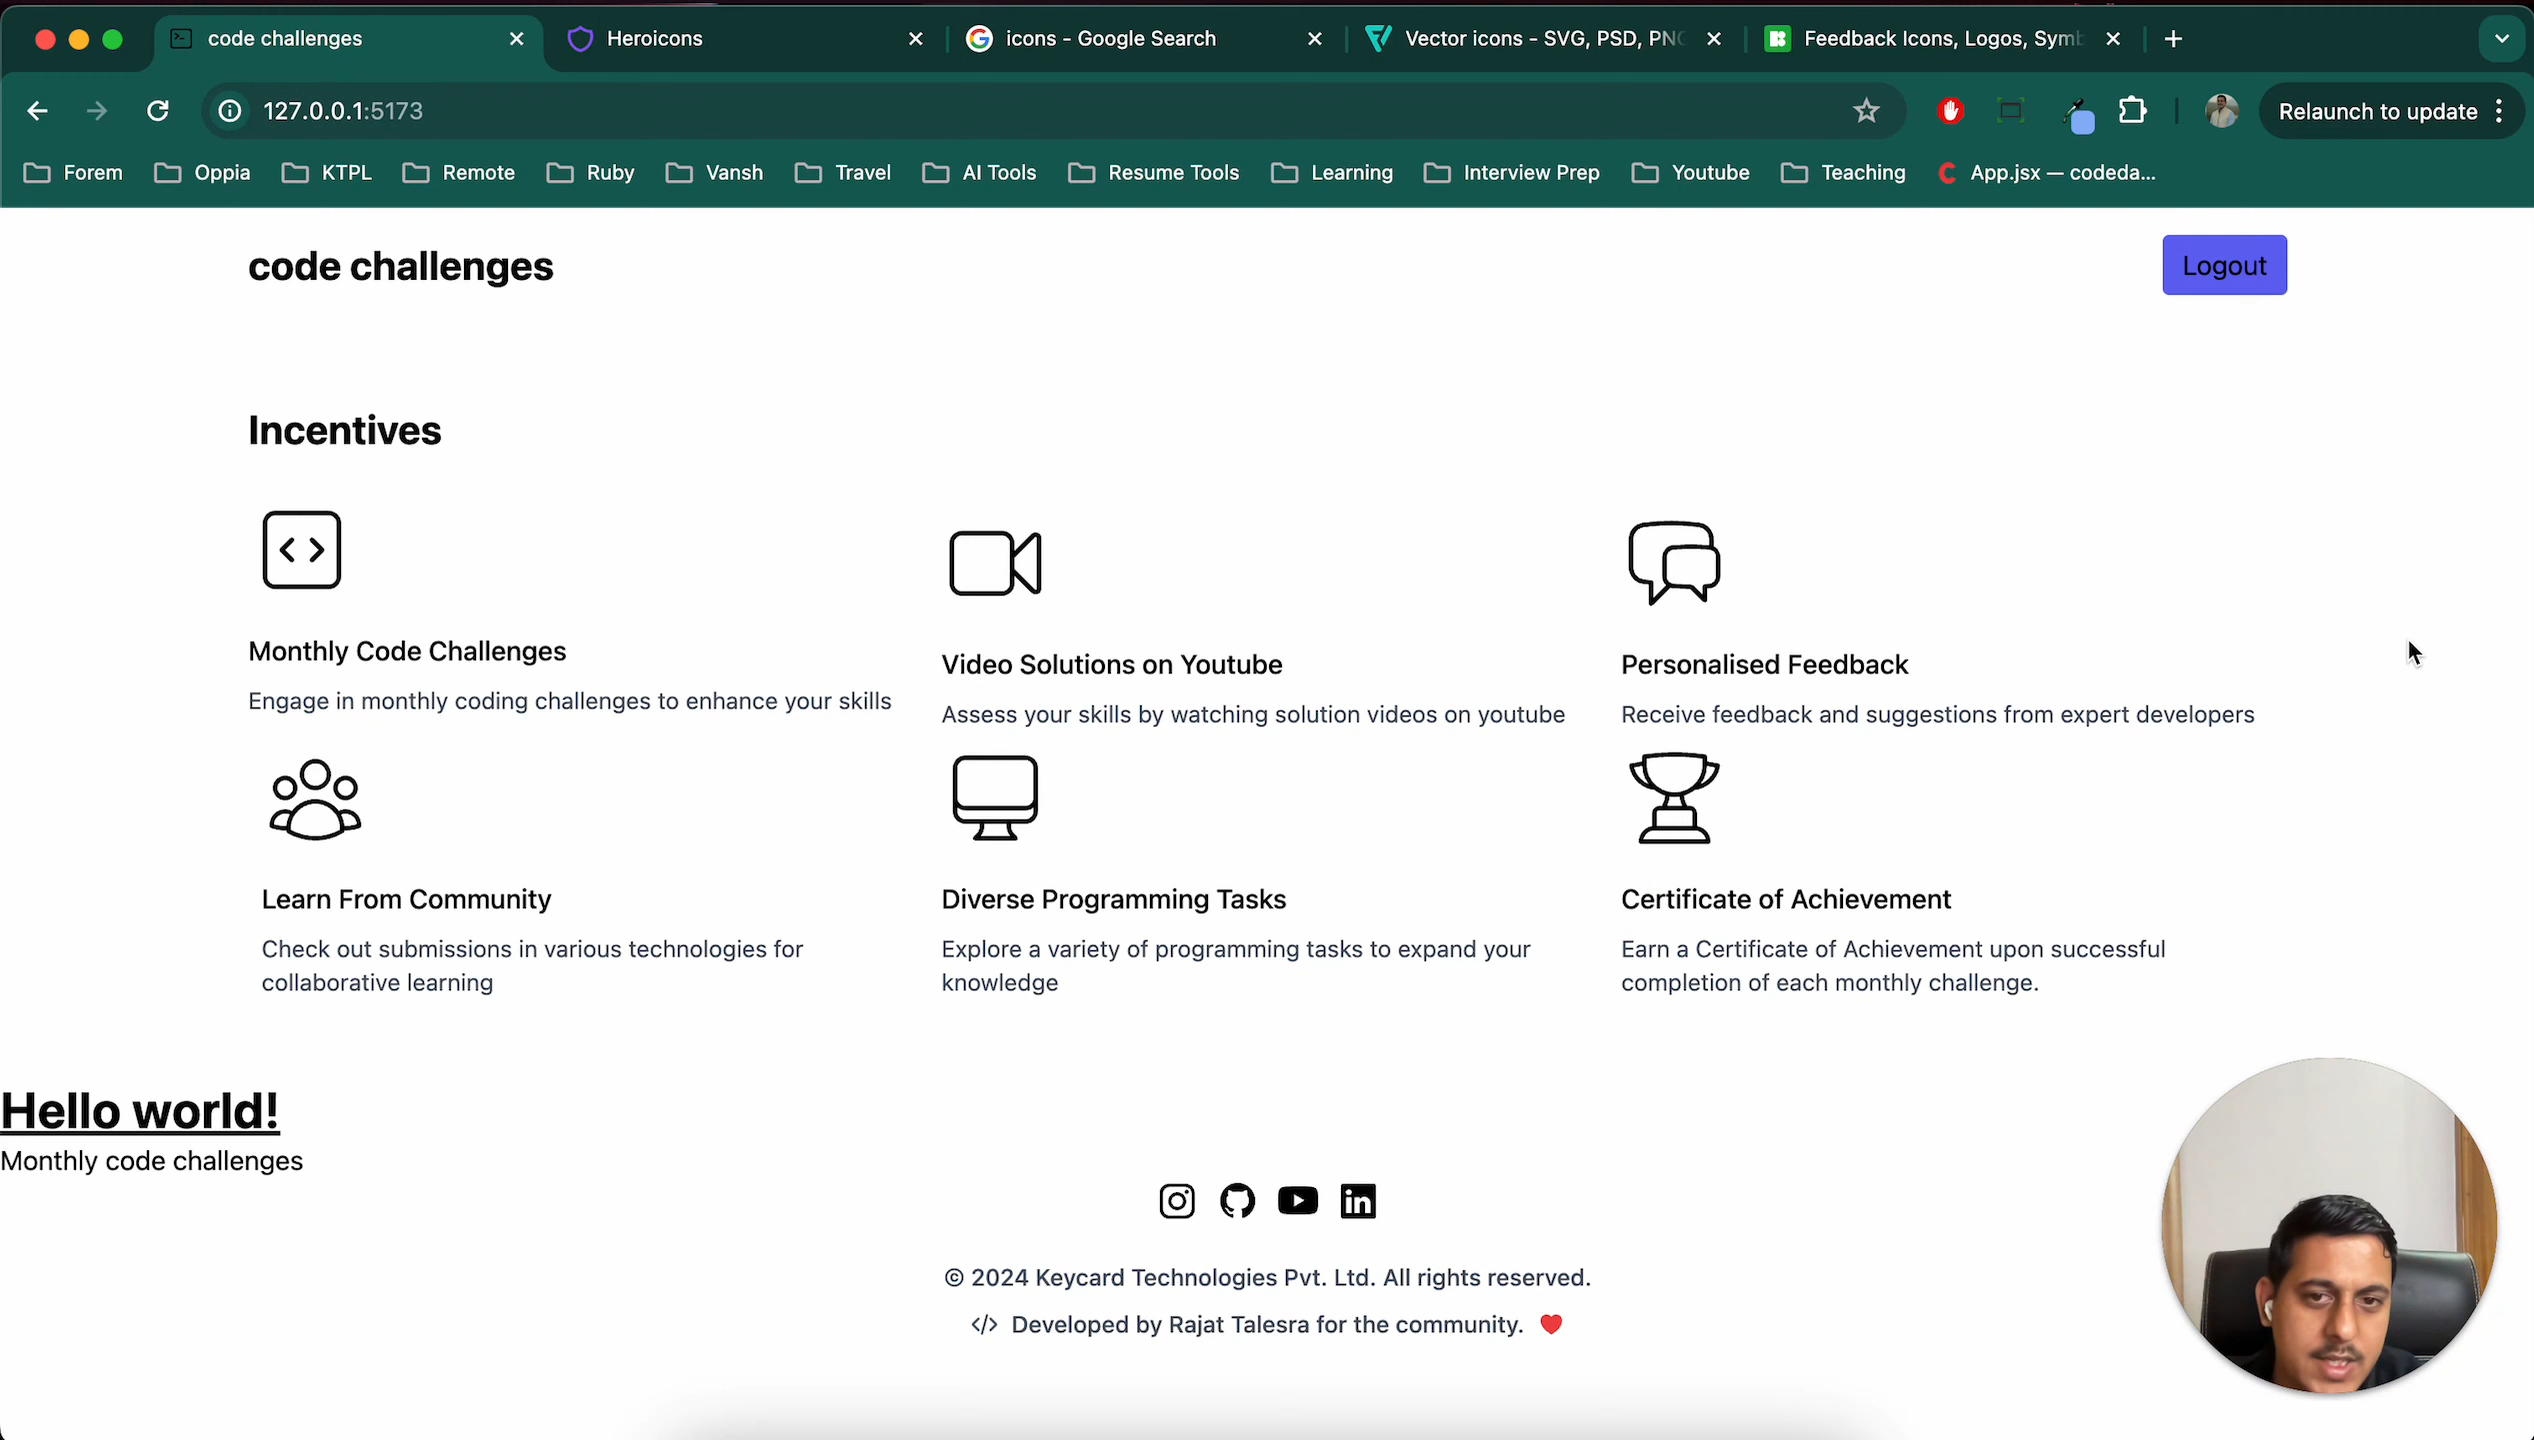 code challenges
Heroicons
icons - Google Search
Vector icons - SVG, PSD, PNG
Feedback Icons, Logos, Symb
127.0.0.1:5173
Relaunch to update
Forem
Oppia
KTPL
Remote
Ruby
Vansh
Travel
AI Tools
Resume Tools
Learning
Interview Prep
Youtube
Teaching
App.jsx — codeda...
code challenges
Logout
Incentives
Monthly Code Challenges
Engage in monthly coding challenges to enhance your skills
Video Solutions on Youtube
Assess your skills by watching solution videos on youtube
Personalised Feedback
Receive feedback and suggestions from expert developers
Learn From Community
Check out submissions in various technologies for
collaborative learning
Diverse Programming Tasks
Explore a variety of programming tasks to expand your
knowledge
Certificate of Achievement
Earn a Certificate of Achievement upon successful
completion of each monthly challenge.
Hello world!
Monthly code challenges
© 2024 Keycard Technologies Pvt. Ltd. All rights reserved.
</> Developed by Rajat Talesra for the community. ♥